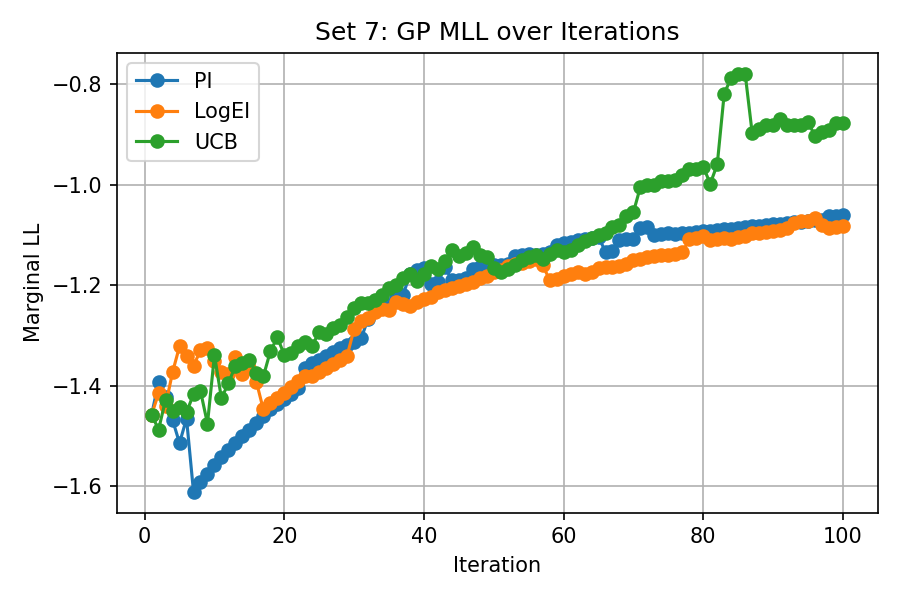 Set 7: GP MLL over Iterations
PI
LogEI
UCB
Marginal LL
−0.8
−1.0
−1.2
−1.4
−1.6
0 20 40 60 80 100
Iteration